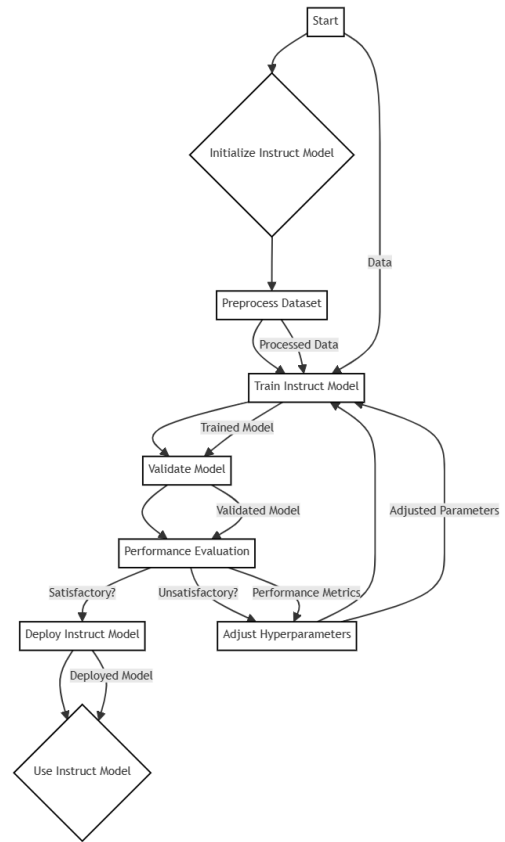 Start
Initialize Instruct Model
Data
Preprocess Dataset
Processed Data
Train Instruct Model
Trained Model
Validate Model
Validated Model
Adjusted Parameters
Performance Evaluation
Satisfactory?
Unsatisfactory?
Performance Metrics
Deploy Instruct Model
Adjust Hyperparameters
Deployed Model
Use Instruct Model